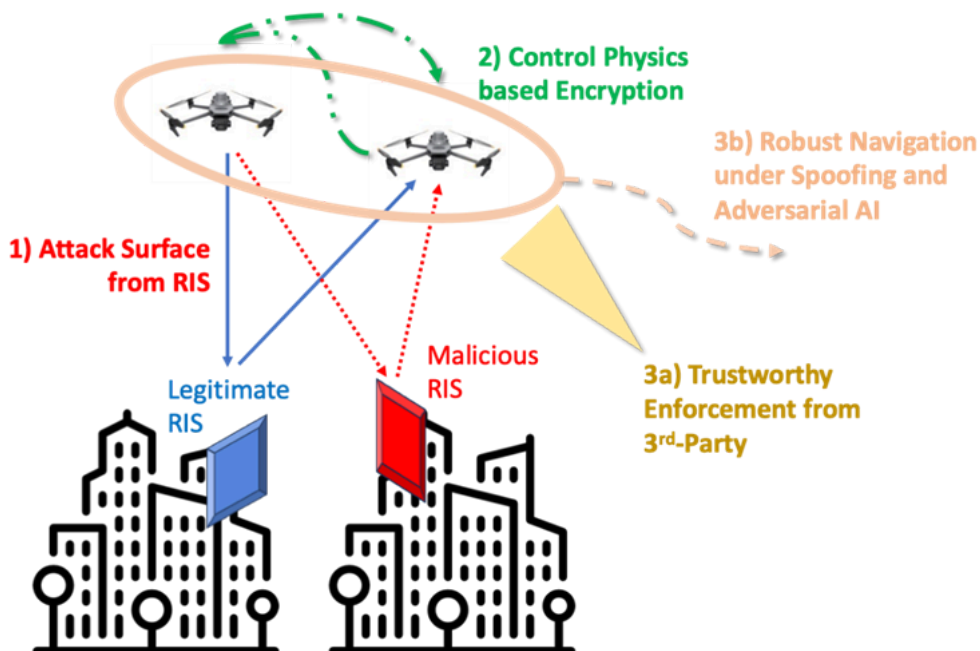 2) Control Physics
based Encryption
3b) Robust Navigation
under Spoofing and
Adversarial AI
1) Attack Surface
from RIS
Legitimate
RIS
Malicious
RIS
3a) Trustworthy
Enforcement from
3rd-Party